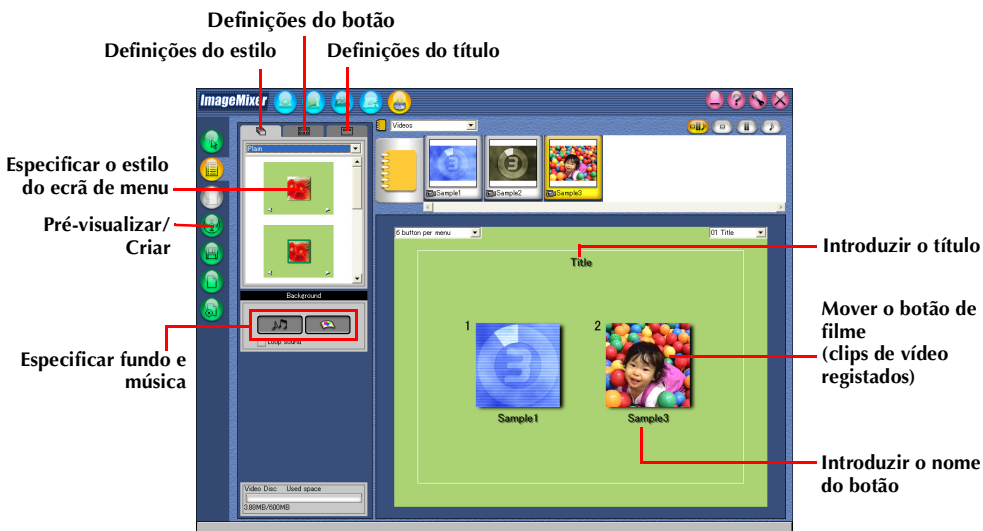 Definições do botão
Definições do estilo
Definições do título
ImageMixer
Plain
Videos
Sample1
Sample2
Sample3
Especificar o estilo
do ecrã de menu
Pré-visualizar/
Criar
6 button per menu
01 Title
Title
Introduzir o título
Background
Loop sound
Especificar fundo e
música
1
2
3
Mover o botão de
filme
(clips de vídeo
registados)
Sample1
Sample3
Introduzir o nome
do botão
Video Disc Used space
3.88MB/600MB